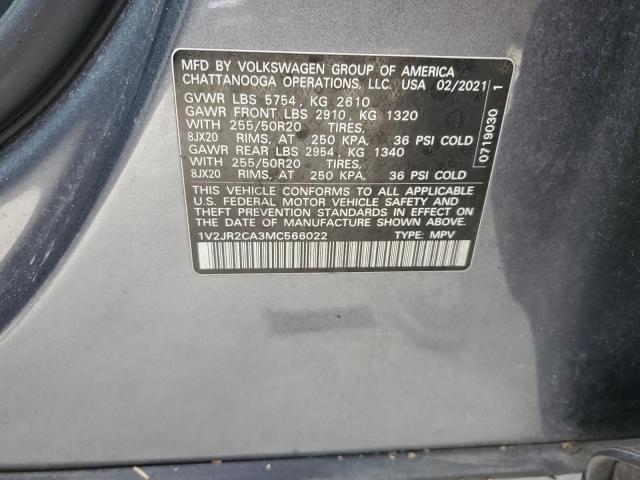 MFD BY VOLKSWAGEN GROUP OF AMERICA
CHATTANOOGA OPERATIONS, LLC. USA 02/2021
GVWR LBS 5754 , KG 2610
GAWR FRONT LBS 2910 , KG 1320
WITH 255/50R20 TIRES,
8JX20 RIMS, AT 250 KPA, 36 PSI COLD
GAWR REAR LBS 2954 , KG 1340
WITH 255/50R20 TIRES,
8JX20 RIMS, AT 250 KPA, 36 PSI COLD
THIS VEHICLE CONFORMS TO ALL APPLICABLE
U.S. FEDERAL MOTOR VEHICLE SAFETY AND
THEFT PREVENTION STANDARDS IN EFFECT ON
THE DATE OF MANUFACTURE SHOWN ABOVE.
1V2JR2CA3MC566022 TYPE: MPV
0719030 1